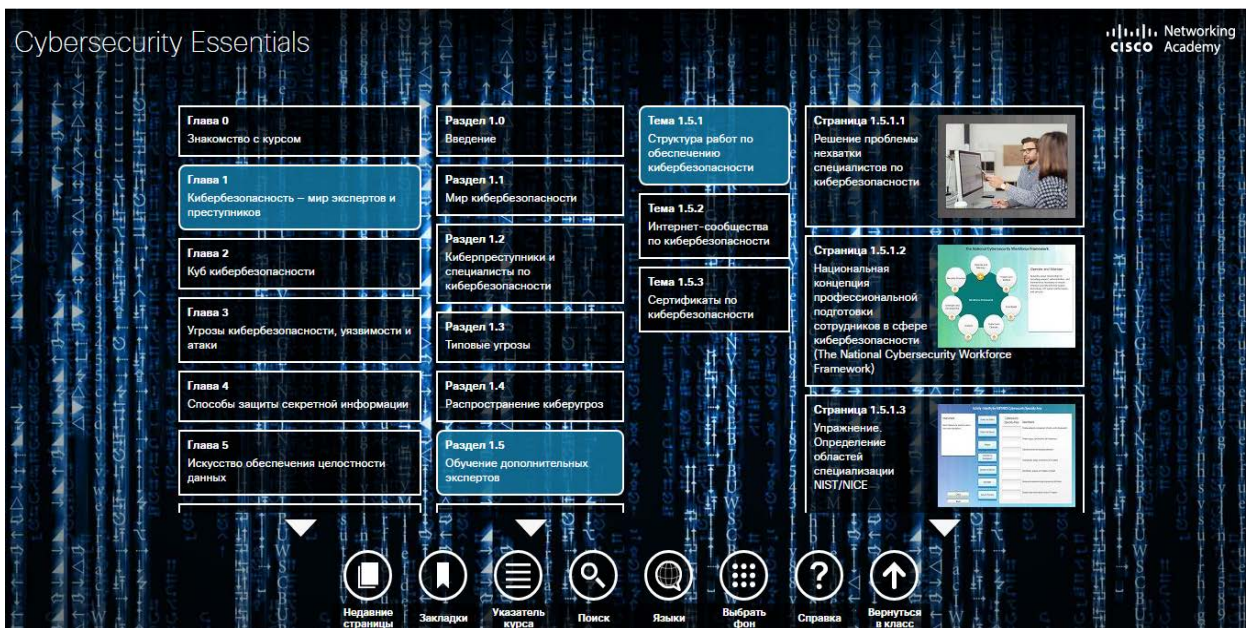 Cybersecurity Essentials
Networking
CISCO Academy
Глава 0
Знакомство с курсом
Глава 1
Кибербезопасность – мир экспертов и
преступников
Глава 2
Куб кибербезопасности
Глава 3
Угрозы кибербезопасности, уязвимости и
атаки
Глава 4
Способы защиты секретной информации
Глава 5
Искусство обеспечения целостности
данных
Раздел 1.0
Введение
Раздел 1.1
Мир кибербезопасности
Раздел 1.2
Киберпреступники и
специалисты по
кибербезопасности
Раздел 1.3
Типовые угрозы
Раздел 1.4
Распространение киберугроз
Раздел 1.5
Обучение дополнительных
экспертов
Тема 1.5.1
Структура работ по
обеспечению
кибербезопасности
Тема 1.5.2
Интернет-сообщества
по кибербезопасности
Тема 1.5.3
Сертификаты по
кибербезопасности
Страница 1.5.1.1
Решение проблемы
нехватки
специалистов по
кибербезопасности
Страница 1.5.1.2
Национальная
концепция
профессиональной
подготовки
сотрудников в сфере
кибербезопасности
(The National Cybersecurity Workforce
Framework)
Страница 1.5.1.3
Упражнение.
Определение
областей
специализации
NIST/NICE
Недавние
страницы
Закладки
Указатель
курса
Поиск
Языки
Выбрать
фон
?
Справка
Вернуться
в класс